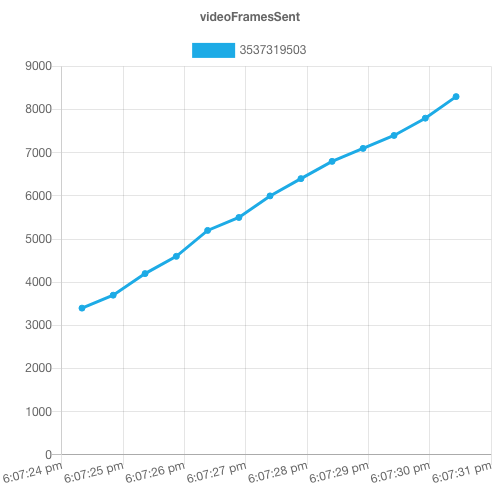 videoFramesSent
3537319503
9000
8000
7000
6000
5000
4000
3000
2000
1000
0
6:07:24 pm
6:07:25 pm
6:07:26 pm
6:07:27 pm
6:07:28 pm
6:07:29 pm
6:07:30 pm
6:07:31 pm